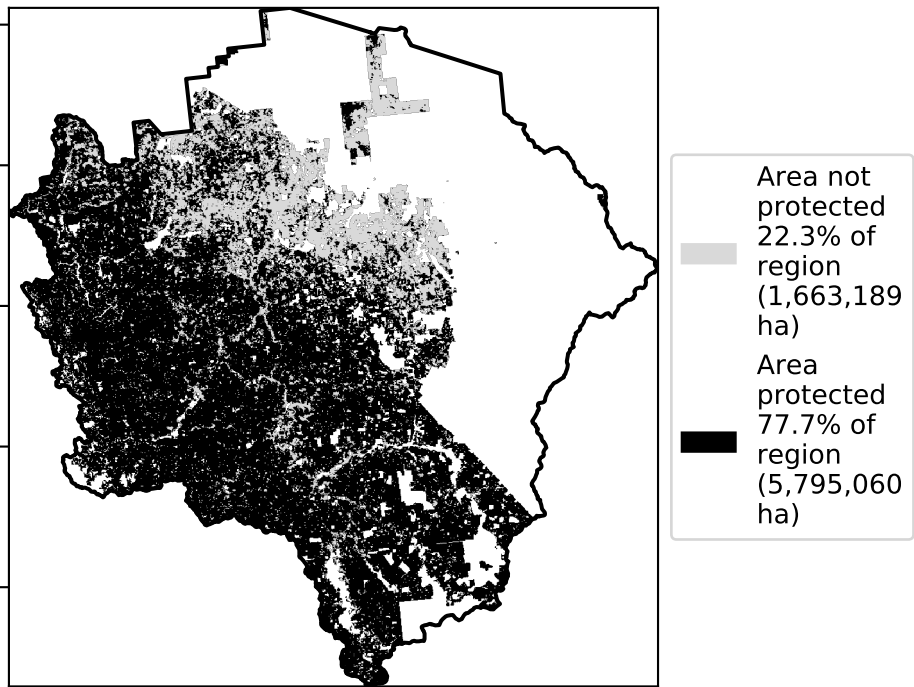 Area not
protected
22.3% of
region
(1,663,189
ha)
Area
protected
77.7% of
region
(5,795,060
ha)